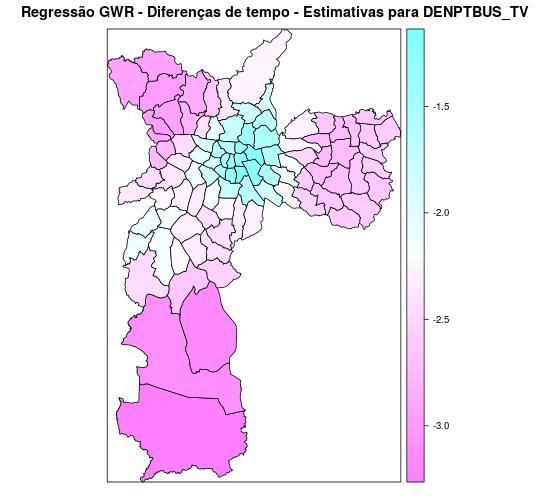 Regressão GWR - Diferenças de tempo - Estimativas para DENPTBUS_TV
-1.5
-2.0
-2.5
-3.0